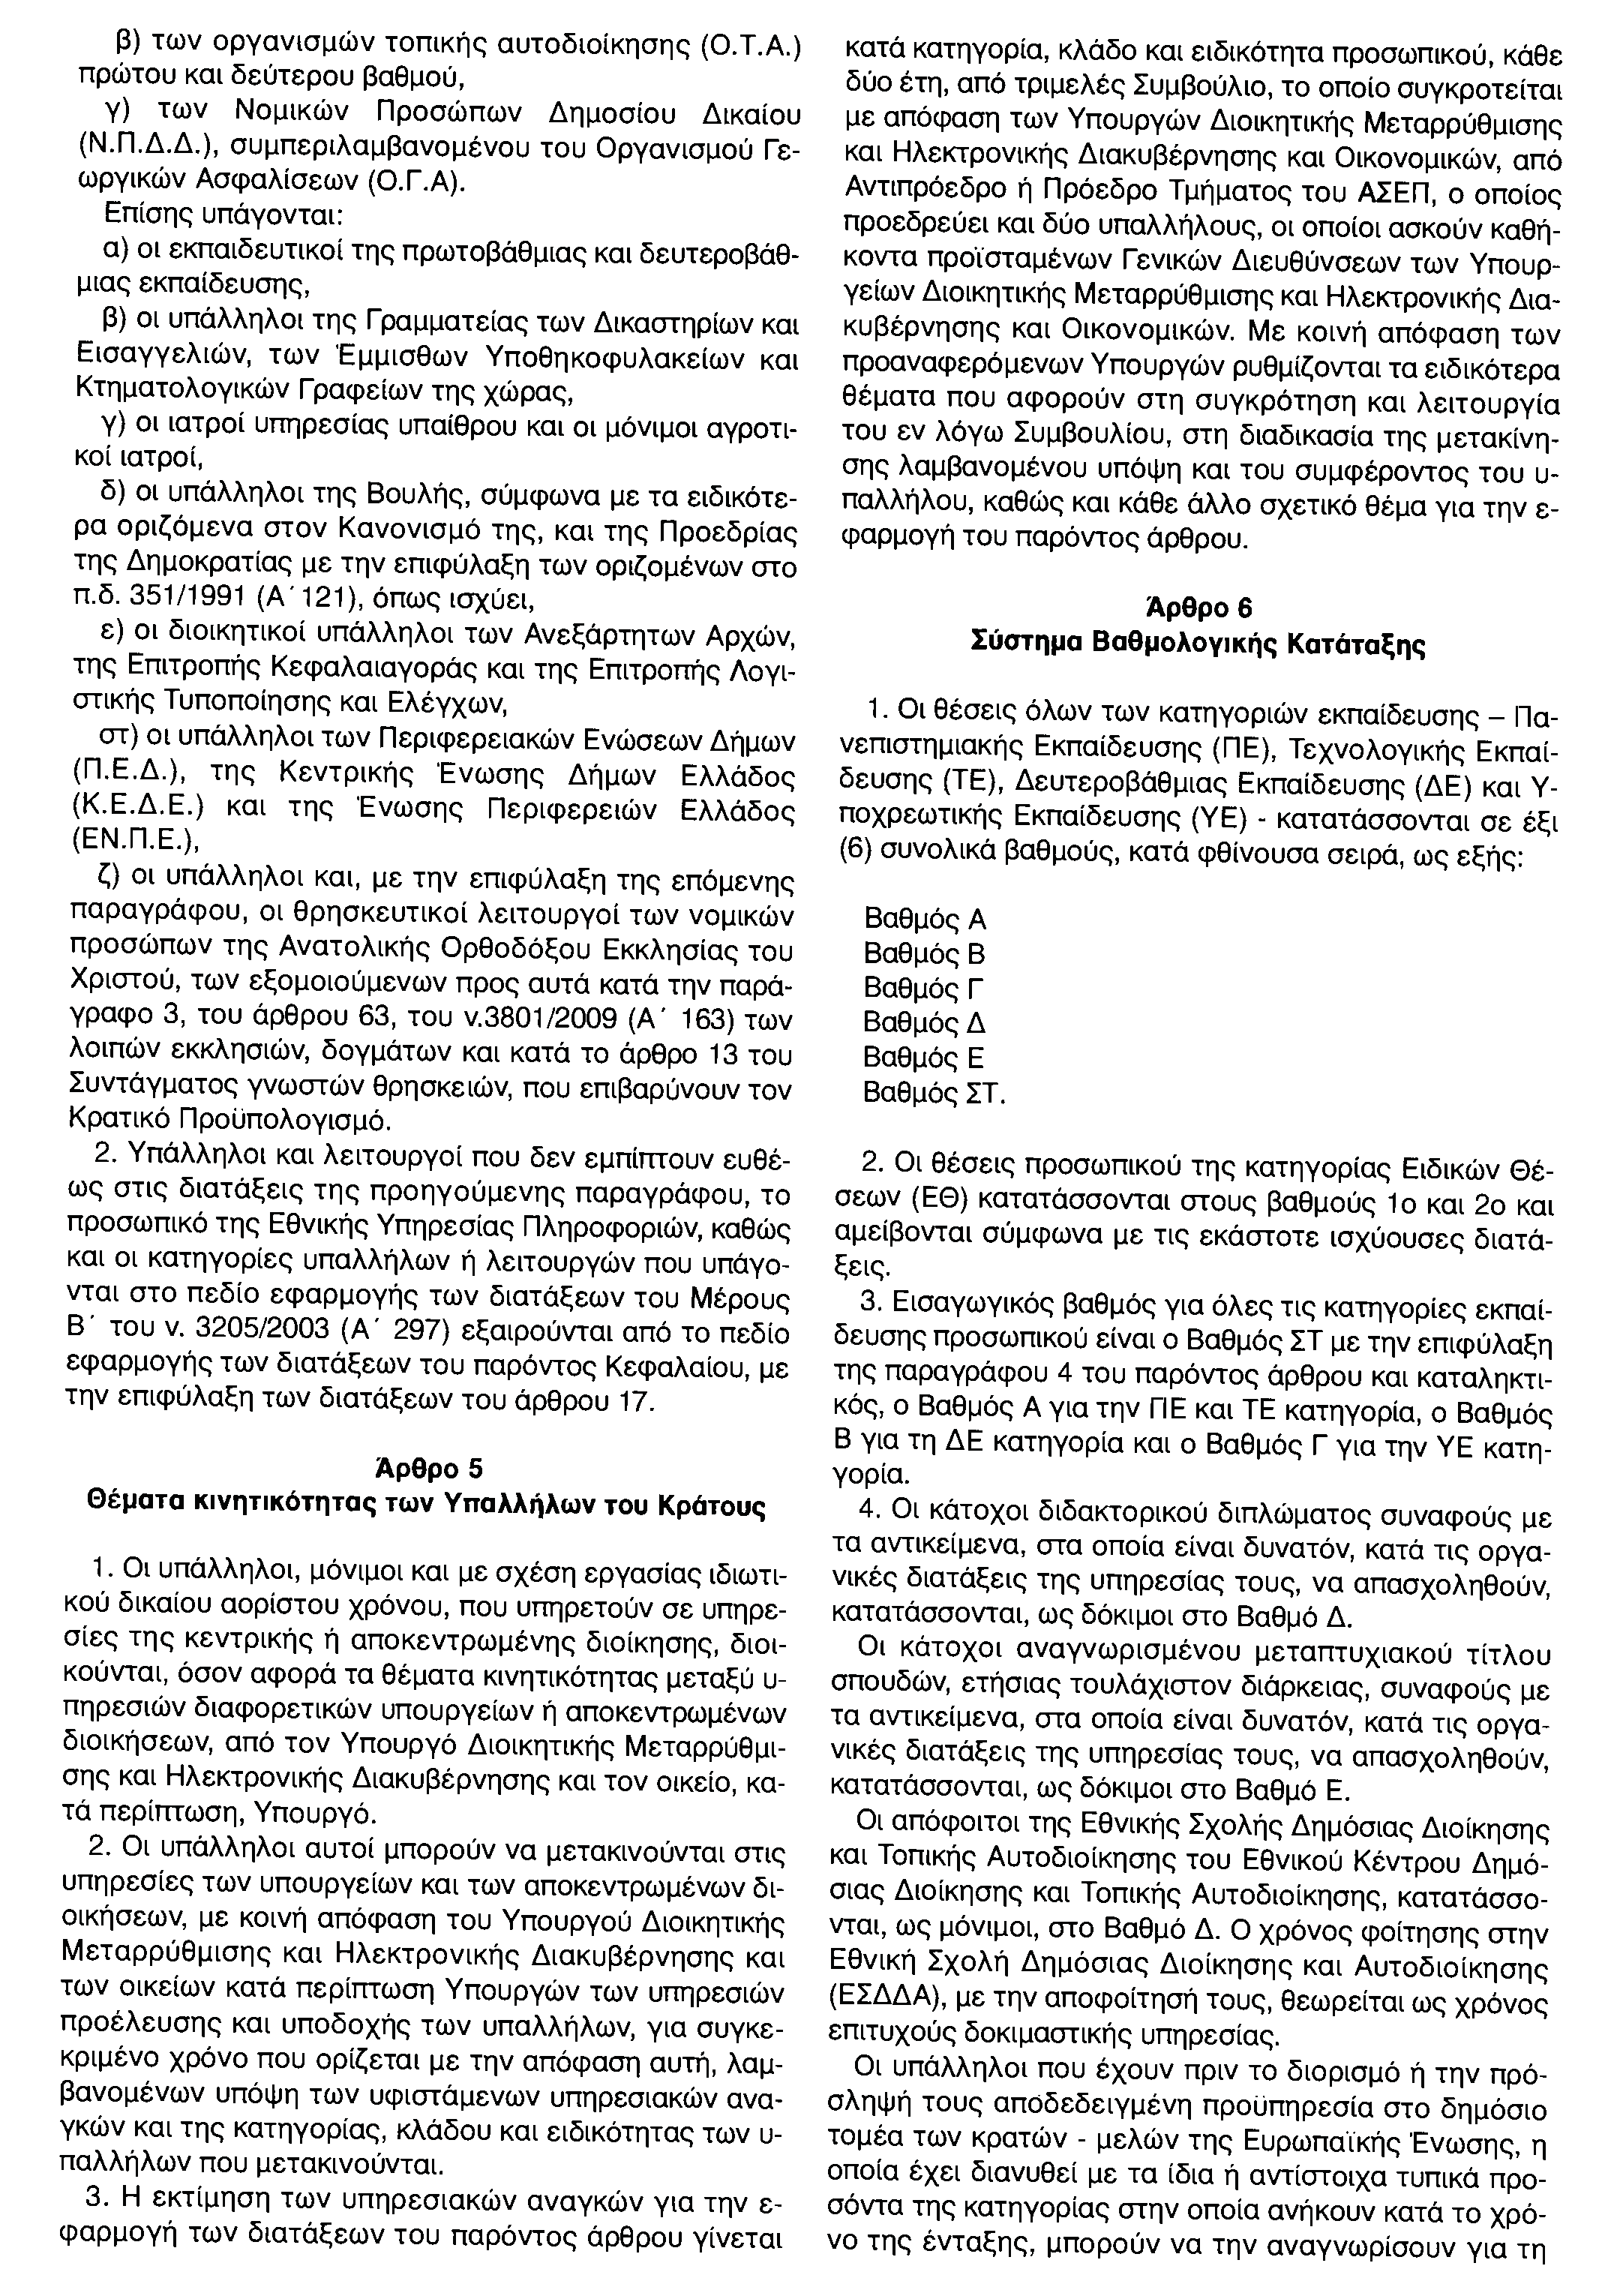 β) των οργανισμών τοπικής αυτοδιοίκησης (Ο.Τ.Α.)
πρώτου και δεύτερου βαθμού,
γ) των Νομικών Προσώπων Δημοσίου Δικαίου
(Ν.Π.Δ.Δ.), συμπεριλαμβανομένου του Οργανισμού Γε-
ωργικών Ασφαλίσεων (Ο.Γ.Α).
Επίσης υπάγονται:
α) οι εκπαιδευτικοί της πρωτοβάθμιας και δευτεροβάθ-
μιας εκπαίδευσης,
β) οι υπάλληλοι της Γραμματείας των Δικαστηρίων και
Εισαγγελιών, των Έμμισθων Υποθηκοφυλακείων και
Κτηματολογικών Γραφείων της χώρας,
γ) οι ιατροί υπηρεσίας υπαίθρου και οι μόνιμοι αγροτι-
κοί ιατροί,
δ) οι υπάλληλοι της Βουλής, σύμφωνα με τα ειδικότε-
ρα οριζόμενα στον Κανονισμό της, και της Προεδρίας
της Δημοκρατίας με την επιφύλαξη των οριζομένων στο
π.δ. 351/1991 (Α΄ 121), όπως ισχύει,
ε) οι διοικητικοί υπάλληλοι των Ανεξάρτητων Αρχών,
της Επιτροπής Κεφαλαιαγοράς και της Επιτροπής Λογι-
στικής Τυποποίησης και Ελέγχων,
στ) οι υπάλληλοι των Περιφερειακών Ενώσεων Δήμων
(Π.Ε.Δ.), της Κεντρικής Ένωσης Δήμων Ελλάδος
(Κ.Ε.Δ.Ε.) και της Ένωσης Περιφερειών Ελλάδος
(ΕΝ.Π.Ε.),
ζ) οι υπάλληλοι και, με την επιφύλαξη της επόμενης
παραγράφου, οι θρησκευτικοί λειτουργοί των νομικών
προσώπων της Ανατολικής Ορθοδόξου Εκκλησίας του
Χριστού, των εξομοιούμενων προς αυτά κατά την παρά-
γραφο 3, του άρθρου 63, του ν.3801/2009 (Α΄ 163) των
λοιπών εκκλησιών, δογμάτων και κατά το άρθρο 13 του
Συντάγματος γνωστών θρησκειών, που επιβαρύνουν τον
Κρατικό Προϋπολογισμό.
2. Υπάλληλοι και λειτουργοί που δεν εμπίπτουν ευθέ-
ως στις διατάξεις της προηγούμενης παραγράφου, το
προσωπικό της Εθνικής Υπηρεσίας Πληροφοριών, καθώς
και οι κατηγορίες υπαλλήλων ή λειτουργών που υπάγο-
νται στο πεδίο εφαρμογής των διατάξεων του Μέρους
Β΄ του ν. 3205/2003 (Α΄ 297) εξαιρούνται από το πεδίο
εφαρμογής των διατάξεων του παρόντος Κεφαλαίου, με
την επιφύλαξη των διατάξεων του άρθρου 17.
Άρθρο 5
Θέματα κινητικότητας των Υπαλλήλων του Κράτους
1. Οι υπάλληλοι, μόνιμοι και με σχέση εργασίας ιδιωτι-
κού δικαίου αορίστου χρόνου, που υπηρετούν σε υπηρε-
σίες της κεντρικής ή αποκεντρωμένης διοίκησης, διοι-
κούνται, όσον αφορά τα θέματα κινητικότητας μεταξύ υ-
πηρεσιών διαφορετικών υπουργείων ή αποκεντρωμένων
διοικήσεων, από τον Υπουργό Διοικητικής Μεταρρύθμι-
σης και Ηλεκτρονικής Διακυβέρνησης και τον οικείο, κα-
τά περίπτωση, Υπουργό.
2. Οι υπάλληλοι αυτοί μπορούν να μετακινούνται στις
υπηρεσίες των υπουργείων και των αποκεντρωμένων δι-
οικήσεων, με κοινή απόφαση του Υπουργού Διοικητικής
Μεταρρύθμισης και Ηλεκτρονικής Διακυβέρνησης και
των οικείων κατά περίπτωση Υπουργών των υπηρεσιών
προέλευσης και υποδοχής των υπαλλήλων, για συγκε-
κριμένο χρόνο που ορίζεται με την απόφαση αυτή, λαμ-
βανομένων υπόψη των υφιστάμενων υπηρεσιακών ανα-
γκών και της κατηγορίας, κλάδου και ειδικότητας των υ-
παλλήλων που μετακινούνται.
3. Η εκτίμηση των υπηρεσιακών αναγκών για την ε-
φαρμογή των διατάξεων του παρόντος άρθρου γίνεται
κατά κατηγορία, κλάδο και ειδικότητα προσωπικού, κάθε
δύο έτη, από τριμελές Συμβούλιο, το οποίο συγκροτείται
με απόφαση των Υπουργών Διοικητικής Μεταρρύθμισης
και Ηλεκτρονικής Διακυβέρνησης και Οικονομικών, από
Αντιπρόεδρο ή Πρόεδρο Τμήματος του ΑΣΕΠ, ο οποίος
προεδρεύει και δύο υπαλλήλους, οι οποίοι ασκούν καθή-
κοντα προϊσταμένων Γενικών Διευθύνσεων των Υπουρ-
γείων Διοικητικής Μεταρρύθμισης και Ηλεκτρονικής Δια-
κυβέρνησης και Οικονομικών. Με κοινή απόφαση των
προαναφερόμενων Υπουργών ρυθμίζονται τα ειδικότερα
θέματα που αφορούν στη συγκρότηση και λειτουργία
του εν λόγω Συμβουλίου, στη διαδικασία της μετακίνη-
σης λαμβανομένου υπόψη και του συμφέροντος του υ-
παλλήλου, καθώς και κάθε άλλο σχετικό θέμα για την ε-
φαρμογή του παρόντος άρθρου.
Άρθρο 6
Σύστημα Βαθμολογικής Κατάταξης
1. Οι θέσεις όλων των κατηγοριών εκπαίδευσης – Πα-
νεπιστημιακής Εκπαίδευσης (ΠΕ), Τεχνολογικής Εκπαί-
δευσης (ΤΕ), Δευτεροβάθμιας Εκπαίδευσης (ΔΕ) και Υ-
ποχρεωτικής Εκπαίδευσης (ΥΕ) - κατατάσσονται σε έξι
(6) συνολικά βαθμούς, κατά φθίνουσα σειρά, ως εξής:
Βαθμός Α
Βαθμός Β
Βαθμός Γ
Βαθμός Δ
Βαθμός Ε
Βαθμός ΣΤ.
2. Οι θέσεις προσωπικού της κατηγορίας Ειδικών Θέ-
σεων (ΕΘ) κατατάσσονται στους βαθμούς 1ο και 2ο και
αμείβονται σύμφωνα με τις εκάστοτε ισχύουσες διατά-
ξεις.
3. Εισαγωγικός βαθμός για όλες τις κατηγορίες εκπαί-
δευσης προσωπικού είναι ο Βαθμός ΣΤ με την επιφύλαξη
της παραγράφου 4 του παρόντος άρθρου και καταληκτι-
κός, ο Βαθμός Α για την ΠΕ και ΤΕ κατηγορία, ο Βαθμός
Β για τη ΔΕ κατηγορία και ο Βαθμός Γ για την ΥΕ κατη-
γορία.
4. Οι κάτοχοι διδακτορικού διπλώματος συναφούς με
τα αντικείμενα, στα οποία είναι δυνατόν, κατά τις οργα-
νικές διατάξεις της υπηρεσίας τους, να απασχοληθούν,
κατατάσσονται, ως δόκιμοι στο Βαθμό Δ.
Οι κάτοχοι αναγνωρισμένου μεταπτυχιακού τίτλου
σπουδών, ετήσιας τουλάχιστον διάρκειας, συναφούς με
τα αντικείμενα, στα οποία είναι δυνατόν, κατά τις οργα-
νικές διατάξεις της υπηρεσίας τους, να απασχοληθούν,
κατατάσσονται, ως δόκιμοι στο Βαθμό Ε.
Οι απόφοιτοι της Εθνικής Σχολής Δημόσιας Διοίκησης
και Τοπικής Αυτοδιοίκησης του Εθνικού Κέντρου Δημό-
σιας Διοίκησης και Τοπικής Αυτοδιοίκησης, κατατάσσο-
νται, ως μόνιμοι, στο Βαθμό Δ. Ο χρόνος φοίτησης στην
Εθνική Σχολή Δημόσιας Διοίκησης και Αυτοδιοίκησης
(ΕΣΔΔΑ), με την αποφοίτησή τους, θεωρείται ως χρόνος
επιτυχούς δοκιμαστικής υπηρεσίας.
Οι υπάλληλοι που έχουν πριν το διορισμό ή την πρό-
σληψή τους αποδεδειγμένη προϋπηρεσία στο δημόσιο
τομέα των κρατών - μελών της Ευρωπαϊκής Ένωσης, η
οποία έχει διανυθεί με τα ίδια ή αντίστοιχα τυπικά προ-
σόντα της κατηγορίας στην οποία ανήκουν κατά το χρό-
νο της ένταξης, μπορούν να την αναγνωρίσουν για τη